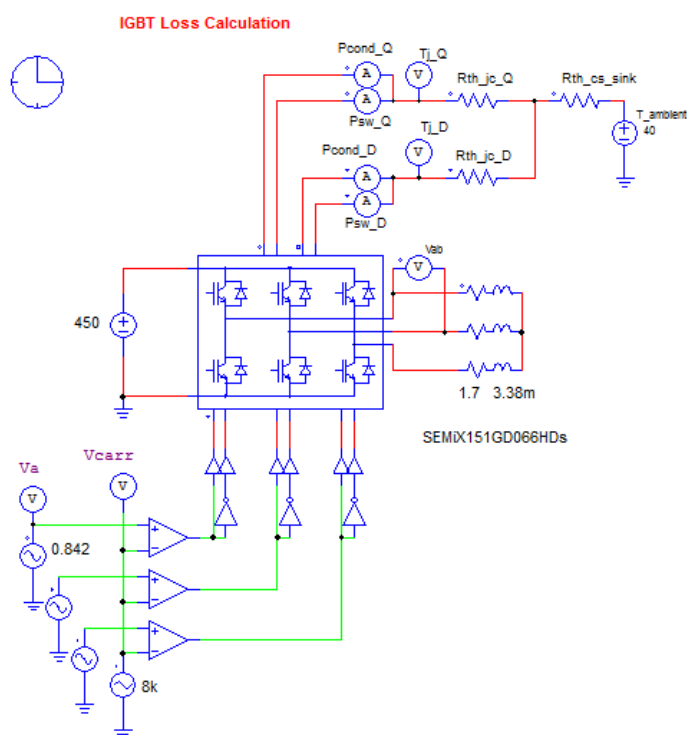 IGBT Loss Calculation
Pcond_Q
A
Tj_Q
V
Rth_jc_Q
Rth_cs_sink
A
Psw_Q
T_ambient
40
Pcond_D
Tj_D
V
A
Rth_jc_D
A
Psw_D
Vab
V
450
1.7 3.38m
SEMiX151GD066HDs
Vcarr
Va
V
V
0.842
8k